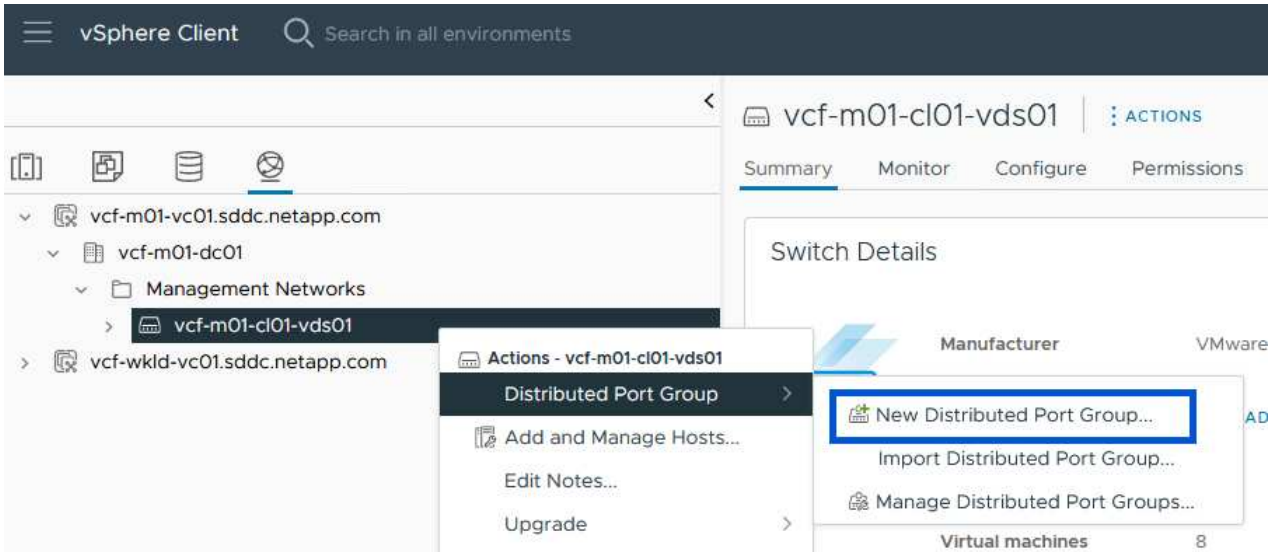 vSphere Client
Search in all environments
vcf-m01-cl01-vds01
ACTIONS
Summary Monitor Configure Permissions
vcf-m01-vc01.sddc.netapp.com
vcf-m01-dc01
Management Networks
vcf-m01-cl01-vds01
vcf-wkld-vc01.sddc.netapp.com
Switch Details
Manufacturer VMware
Actions - vcf-m01-cl01-vds01
Distributed Port Group
Add and Manage Hosts...
Edit Notes...
Upgrade
New Distributed Port Group...
AD
Import Distributed Port Group...
Manage Distributed Port Groups...
Virtual machines 8